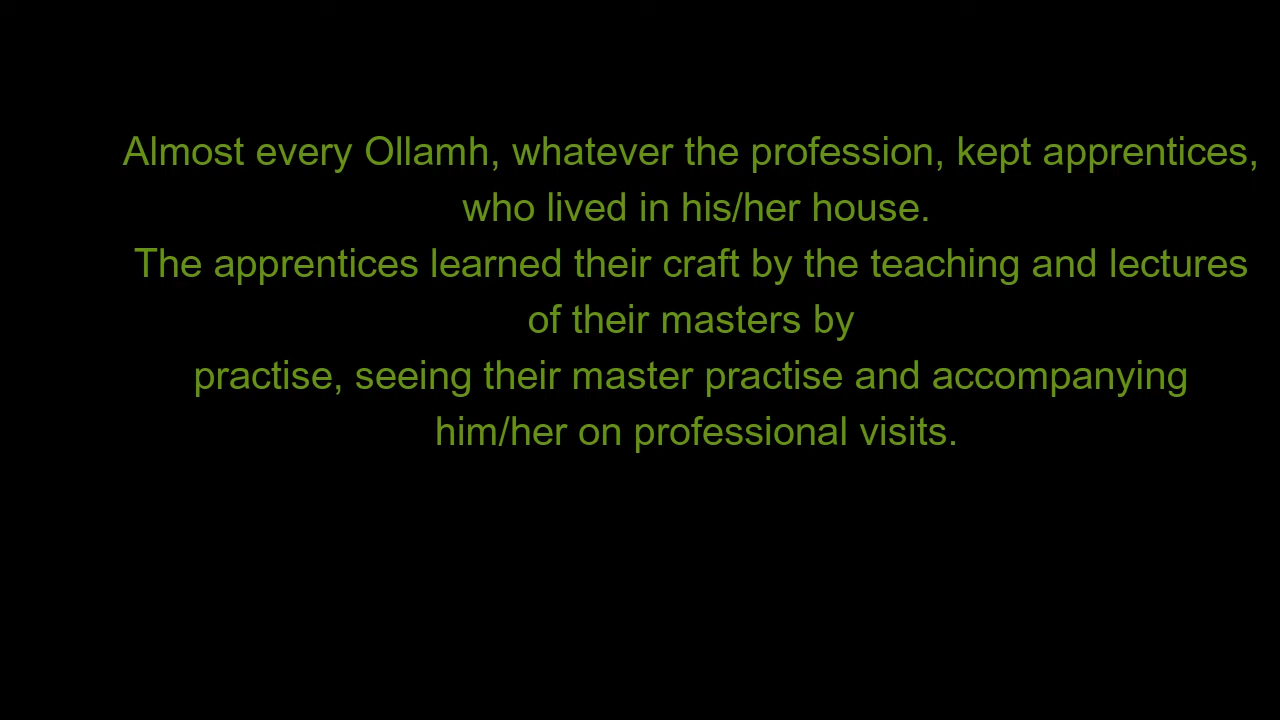 Almost every Ollamh, whatever the profession, kept apprentices,
who lived in his/her house.
The apprentices learned their craft by the teaching and lectures
of their masters by
practise, seeing their master practise and accompanying
him/her on professional visits.